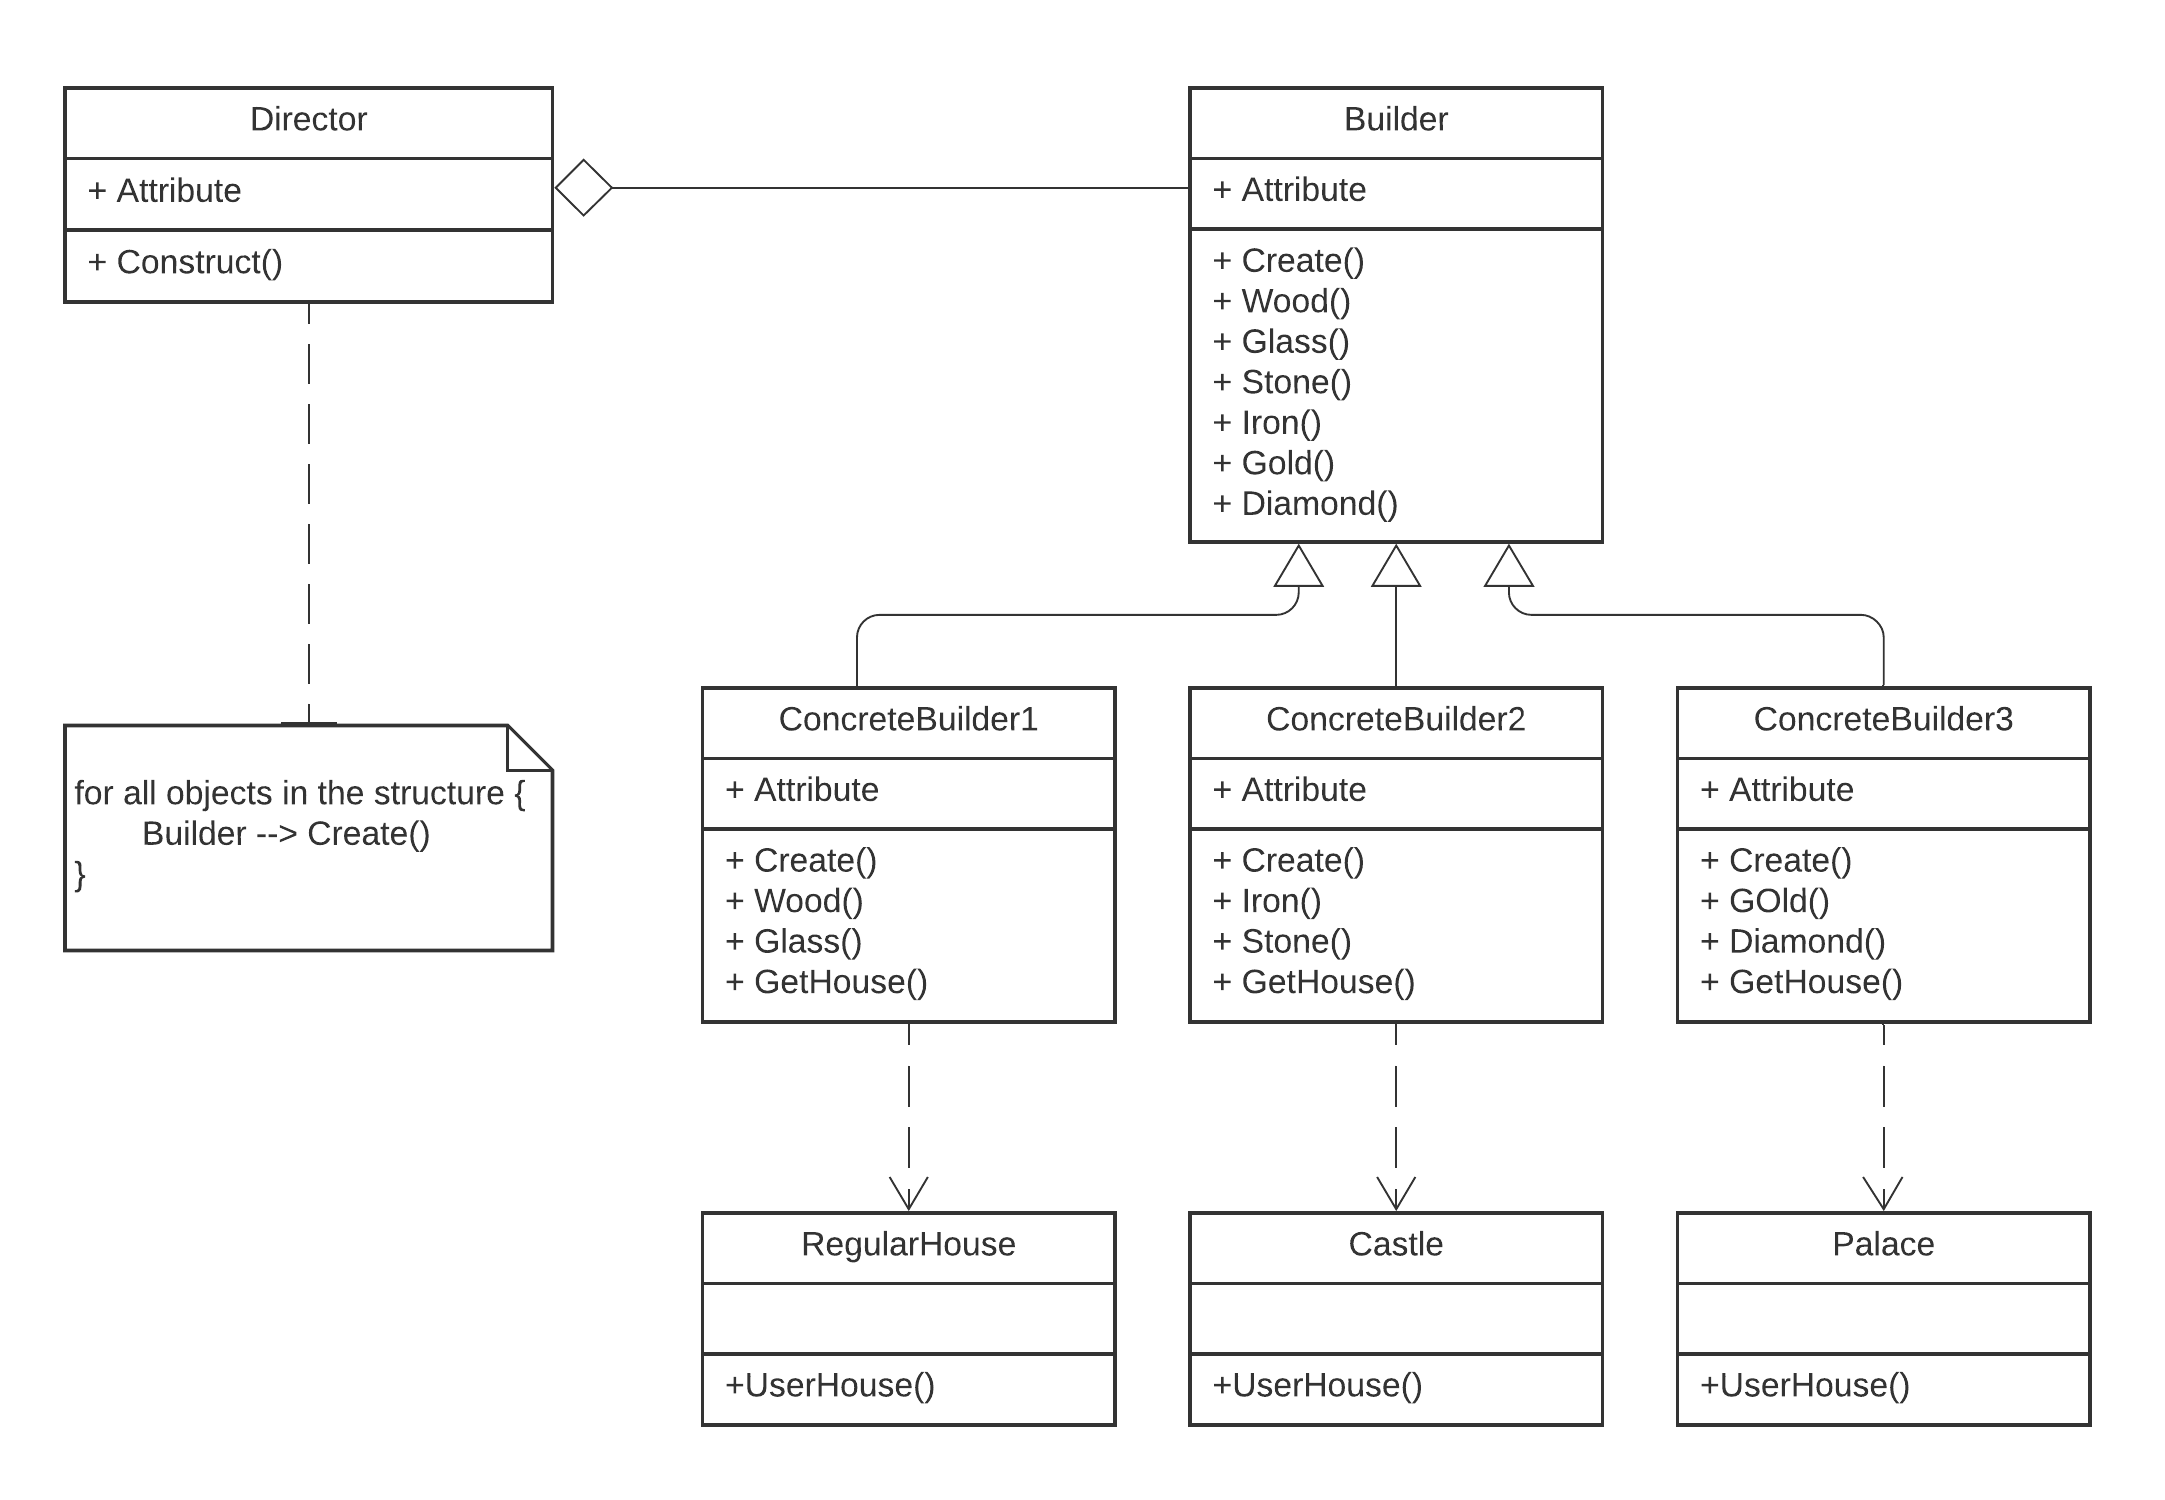 Director
+ Attribute
+ Construct()
Builder
+ Attribute
+ Create()
+ Wood()
+ Glass()
+ Stone()
+ Iron()
+ Gold()
+ Diamond()
for all objects in the structure {
Builder --> Create()
}
ConcreteBuilder1
+ Attribute
+ Create()
+ Wood()
+ Glass()
+ GetHouse()
ConcreteBuilder2
+ Attribute
+ Create()
+ Iron()
+ Stone()
+ GetHouse()
ConcreteBuilder3
+ Attribute
+ Create()
+ GOld()
+ Diamond()
+ GetHouse()
RegularHouse
+UserHouse()
Castle
+UserHouse()
Palace
+UserHouse()